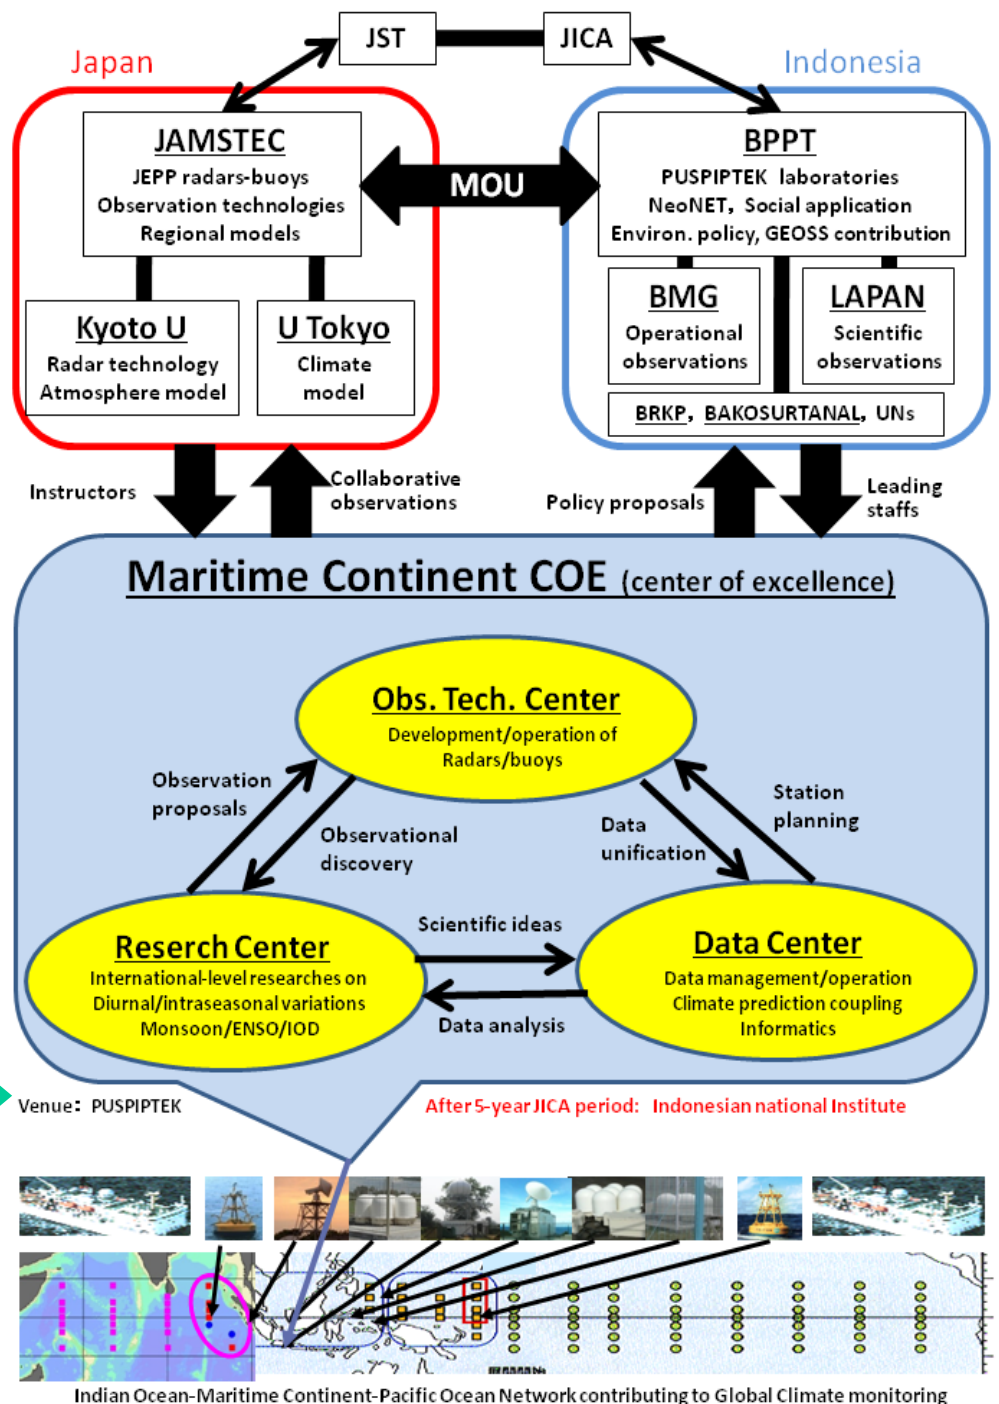 JST
JICA
Japan
Indonesia
JAMSTEC
JEPP radars-buoys
Observation technologies
Regional models
MOU
BPPT
PUSPIPTEK laboratories
NeoNET, Social application
Environ. policy, GEOSS contribution
Kyoto U
Radar technology
Atmosphere model
U Tokyo
Climate
model
BMG
Operational
observations
LAPAN
Scientific
observations
BRKP, BAKOSURTANAL, UNs
Instructors
Collaborative
observations
Policy proposals
Leading
staffs
Maritime Continent COE (center of excellence)
Obs. Tech. Center
Development/operation of
Radars/buoys
Observation
proposals
Observational
discovery
Data
unification
Station
planning
Reserch Center
International-level researches on
Diurnal/intraseasonal variations
Monsoon/ENSO/IOD
Scientific ideas
Data analysis
Data Center
Data management/operation
Climate prediction coupling
Informatics
Venue: PUSPIPTEK
After 5-year JICA period: Indonesian national Institute
Indian Ocean-Maritime Continent-Pacific Ocean Network contributing to Global Climate monitoring